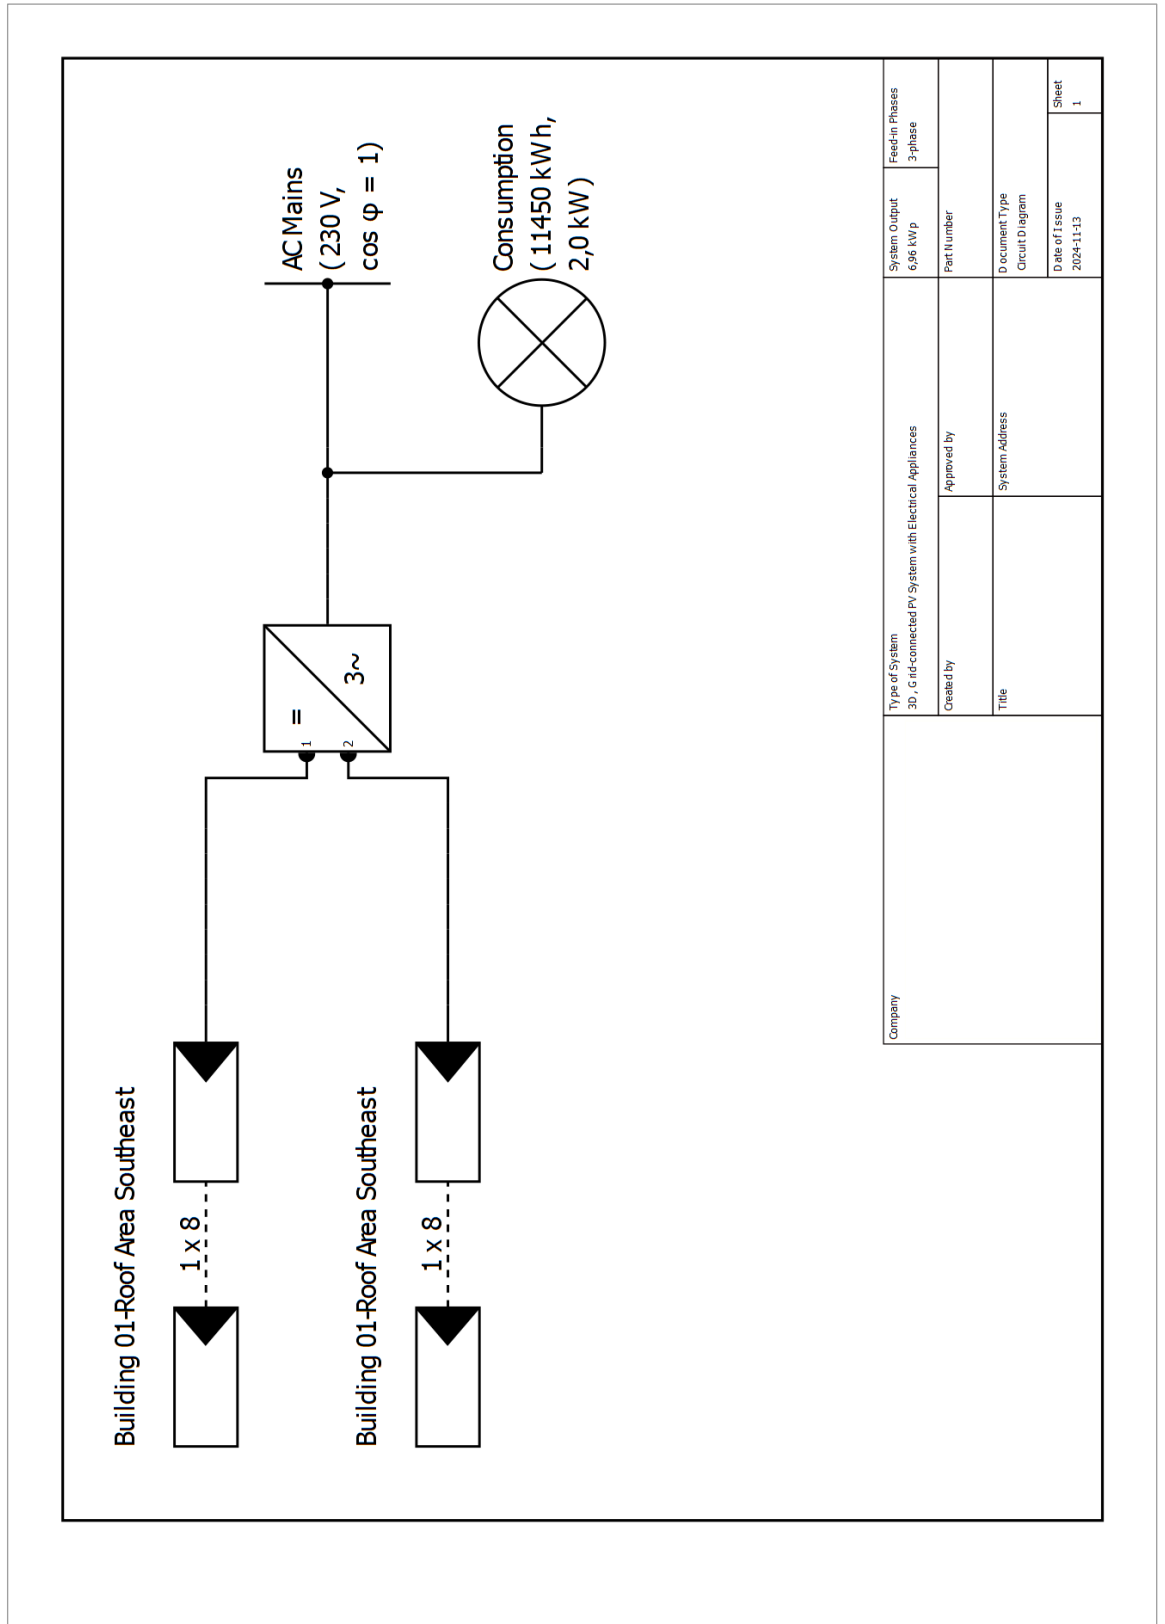 Building 01-Roof Area Southeast
1 x 8
Building 01-Roof Area Southeast
1 x 8
1
2
=
3~
AC Mains
(230 V,
cos φ = 1)
Consumption
(11450 kWh,
2,0 kW)
Company
Type of System
3D, Grid-connected PV System with Electrical Appliances
System Output
6,96 kWp
Feed-in Phases
3-phase
Created by
Approved by
Part Number
Title
System Address
Document Type
Circuit Diagram
Date of Issue
2024-11-13
Sheet
1